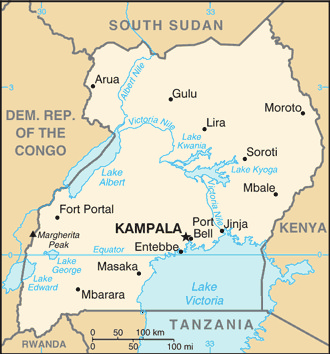 SOUTH SUDAN
Arua
Albert Nile
Gulu
Moroto
DEM. REP.
OF THE
CONGO
Victoria Nile
Lira
Lake
Kwania
Soroti
Lake Kyoga
Lake
Albert
Mbale
Victoria Nile
Fort Portal
KAMPALA
Port
Bell
Jinja
KENYA
Margherita
Peak
Equator
Entebbe
Lake
George
Masaka
Lake
Edward
Mbarara
Lake
Victoria
TANZANIA
RWANDA
0 50 100 km
0 50 100 mi